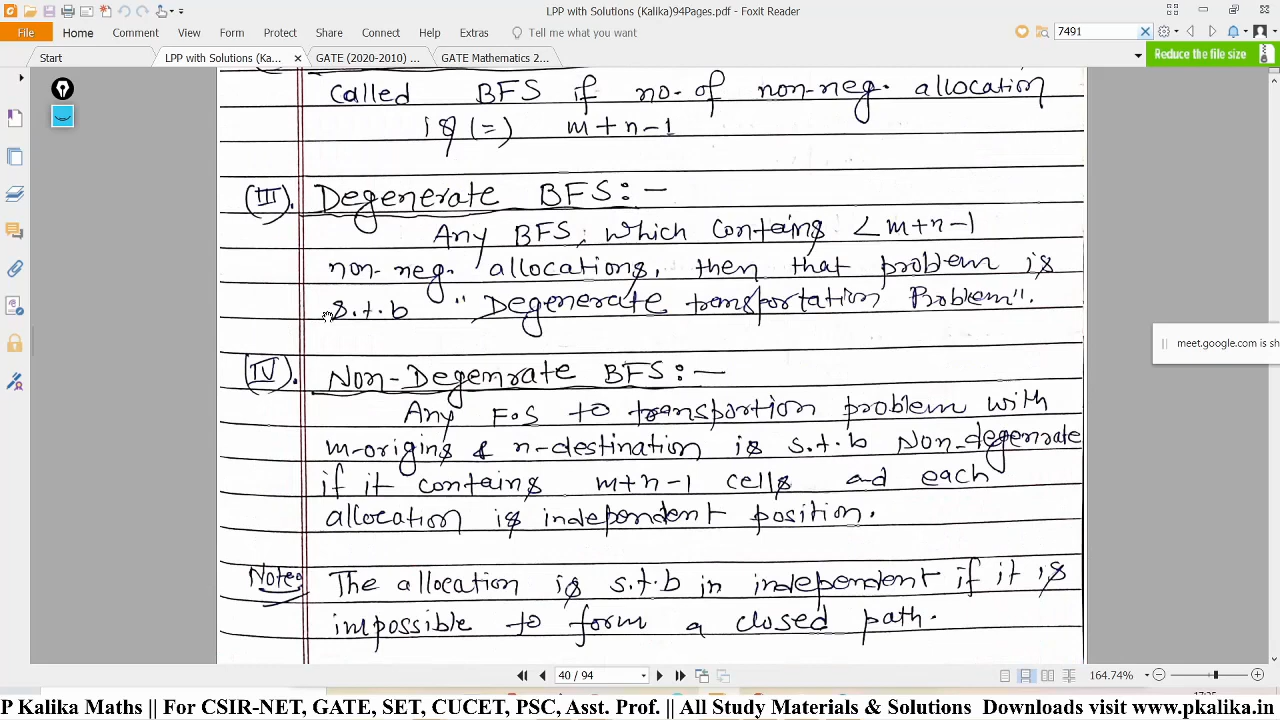 LPP with Solutions (Kalika)94Pages.pdf - Foxit Reader
File Home Comment View Form Protect Share Connect Help Extras Tell me what you want to do 7491
Start LPP with Solutions (Ka... GATE (2020-2010) ... GATE Mathematics 2... Reduce the file size
called BFS if no. of non-neg. allocation
is (=) m+n-1
(III). Degenerate BFS:-
Any BFS, which contains < m+n-1
non-neg. allocations, then that problem is
s.t.b "Degenerate transportation Problem".
(IV). Non-Degenrate BFS:-
Any F.S to transportion problem with
m-origins & n-destination is s.t.b Non-degenrate
if it contains m+n-1 cells and each
allocation is independent position.
Note The allocation is s.t.b in independent if it is
impossible to form a closed path.
meet.google.com is sh
40 / 94 164.74%
P Kalika Maths || For CSIR-NET, GATE, SET, CUCET, PSC, Asst. Prof. || All Study Materials & Solutions Downloads visit www.pkalika.in